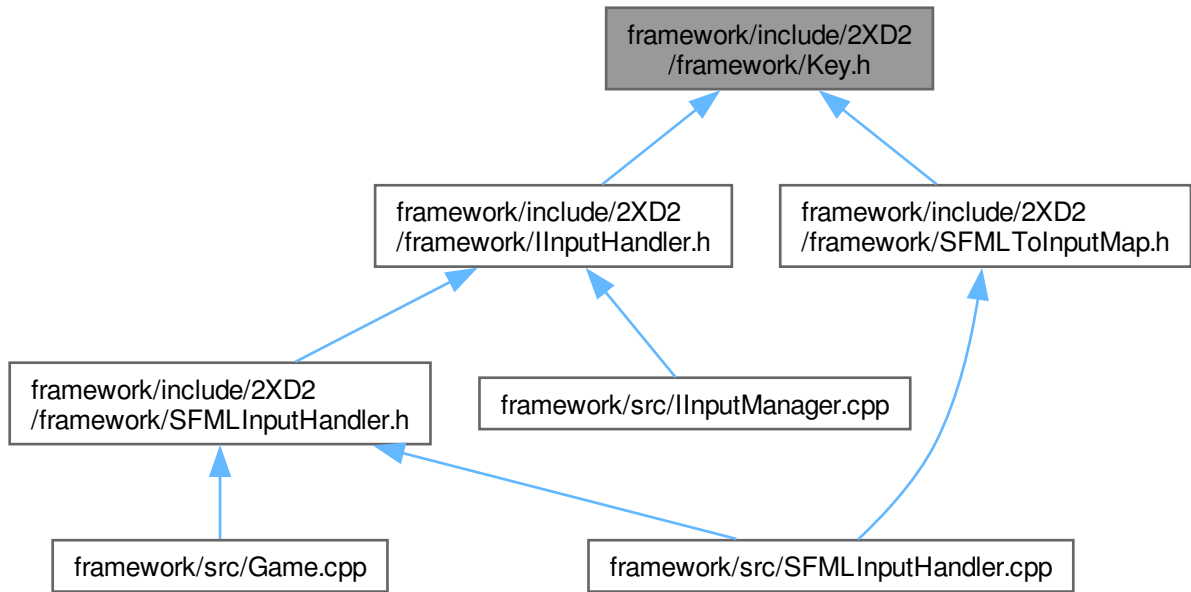 framework/include/2XD2
/framework/Key.h
framework/include/2XD2
/framework/IInputHandler.h
framework/include/2XD2
/framework/SFMLToInputMap.h
framework/include/2XD2
/framework/SFMLInputHandler.h
framework/src/IInputManager.cpp
framework/src/Game.cpp
framework/src/SFMLInputHandler.cpp